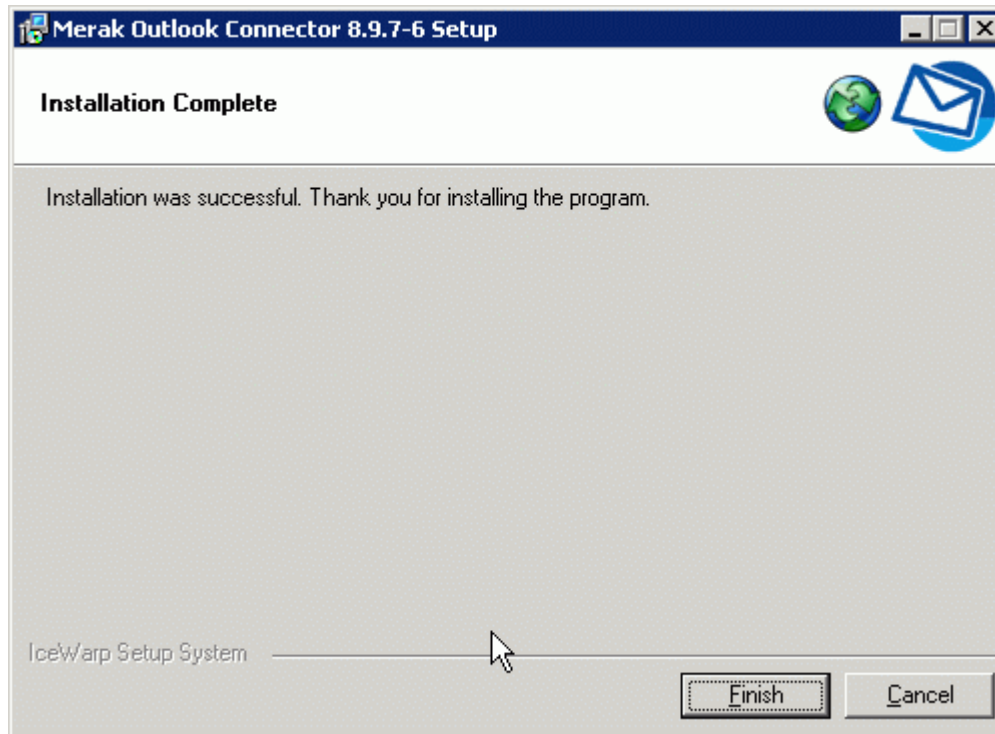 Merak Outlook Connector 8.9.7-6 Setup
Installation Complete
Installation was successful. Thank you for installing the program.
IceWarp Setup System
Finish
Cancel